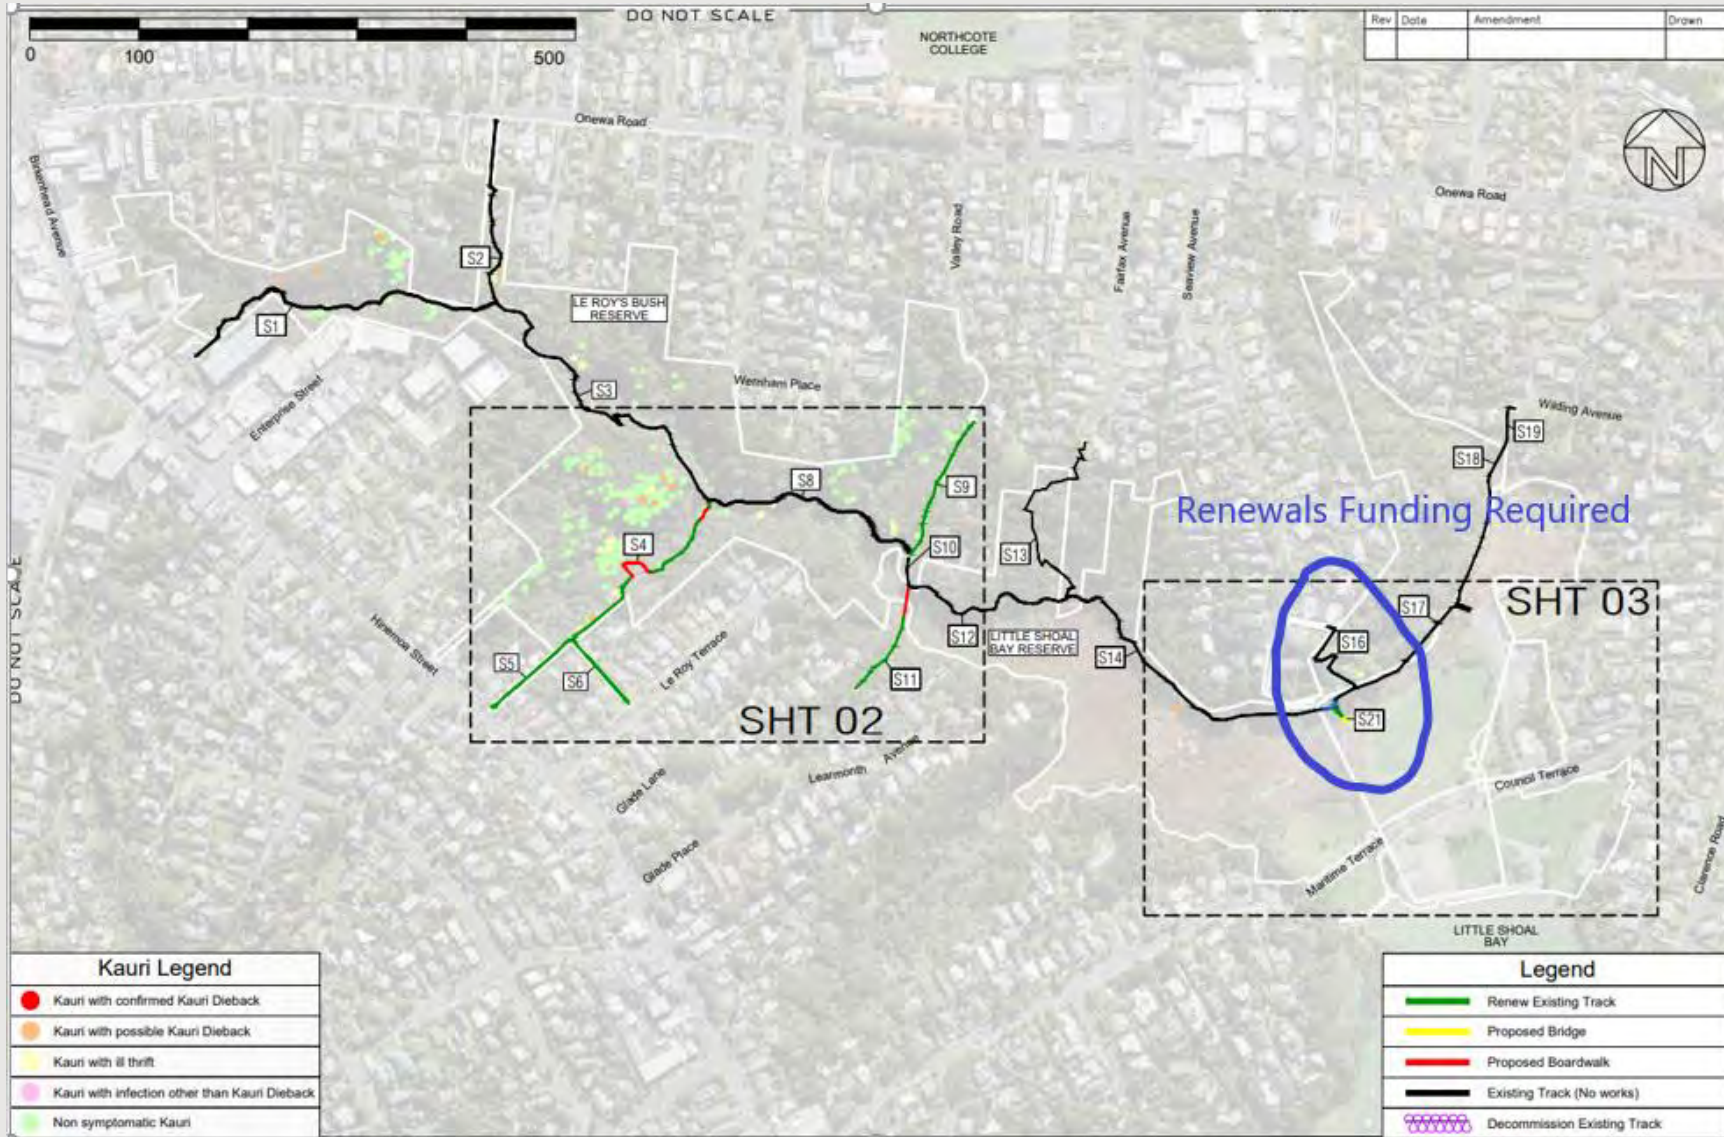 DO NOT SCALE
0 100 500
NORTHCOTE
COLLEGE
Rev Date Amendment Drawn
Onewa Road
N
Birkenhead Avenue
Onewa Road
Valley Road
Fairfax Avenue
Seaview Avenue
S2
LE ROY'S BUSH
RESERVE
S1
Enterprise Street
S3
Wernham Place
Wilding Avenue
S19
S18
S8
S9
Renewals Funding Required
S4
S10
S13
DO NOT SCALE
S17
SHT 03
Hinemoa Street
S12
LITTLE SHOAL
BAY RESERVE
S16
S14
S5
S6
Le Roy Terrace
S11
SHT 02
S21
Learmonth Avenue
Glade Lane
Council Terrace
Glade Place
Maritime Terrace
Clarence Road
LITTLE SHOAL
BAY
Kauri Legend
Kauri with confirmed Kauri Dieback
Kauri with possible Kauri Dieback
Kauri with ill thrift
Kauri with infection other than Kauri Dieback
Non symptomatic Kauri
Legend
Renew Existing Track
Proposed Bridge
Proposed Boardwalk
Existing Track (No works)
Decommission Existing Track